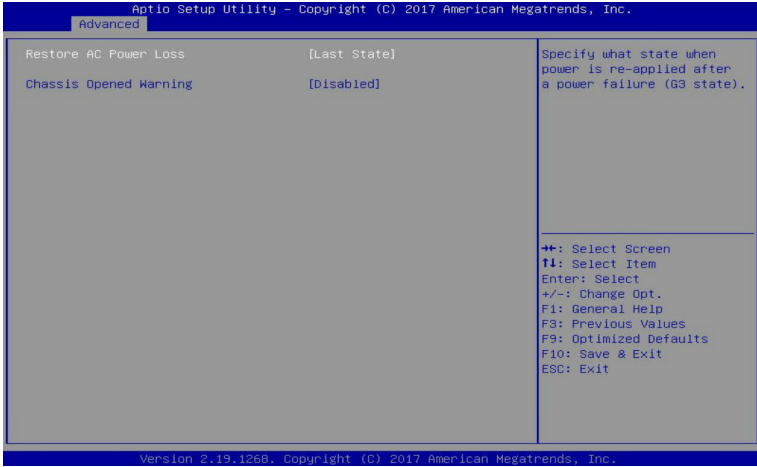 Aptio Setup Utility – Copyright (C) 2017 American Megatrends, Inc.
Advanced
Restore AC Power Loss [Last State]
Chassis Opened Warning [Disabled]
Specify what state when
power is re-applied after
a power failure (G3 state).
→←: Select Screen
↑↓: Select Item
Enter: Select
+/-: Change Opt.
F1: General Help
F3: Previous Values
F9: Optimized Defaults
F10: Save & Exit
ESC: Exit
Version 2.19.1268. Copyright (C) 2017 American Megatrends, Inc.